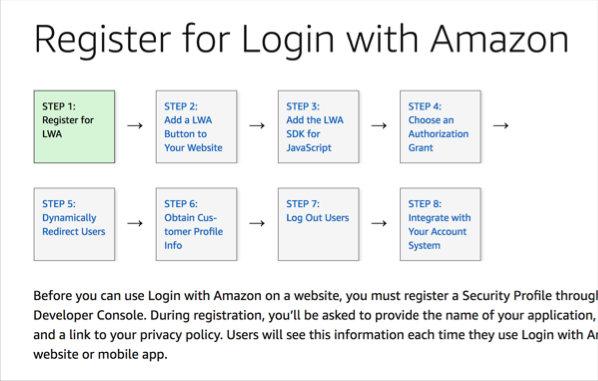 Register for Login with Amazon
STEP 1:
Register for
LWA
→
STEP 2:
Add a LWA
Button to
Your Website
→
STEP 3:
Add the LWA
SDK for
JavaScript
→
STEP 4:
Choose an
Authorization
Grant
→
STEP 5:
Dynamically
Redirect Users
→
STEP 6:
Obtain Cus-
tomer Profile
Info
→
STEP 7:
Log Out Users
→
STEP 8:
Integrate with
Your Account
System
Before you can use Login with Amazon on a website, you must register a Security Profile through
Developer Console. During registration, you'll be asked to provide the name of your application,
and a link to your privacy policy. Users will see this information each time they use Login with
website or mobile app.